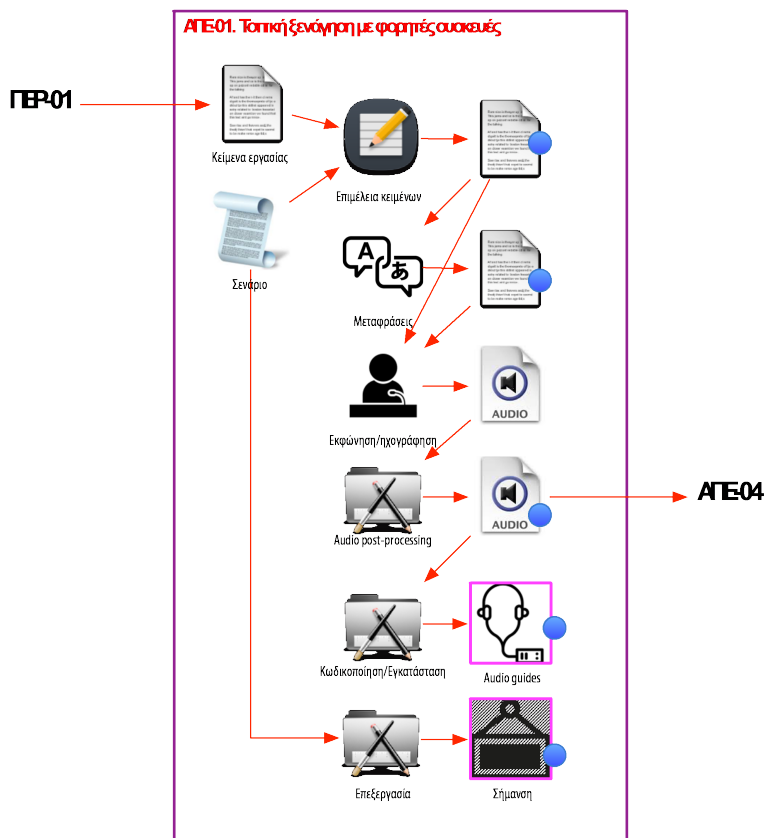 ΑΠΕ-01. Τοπική ξενάγηση με φορητές συσκευές
ΠΕΡ-01
Κείμενα εργασίας
Επιμέλεια κειμένων
Σενάριο
Μεταφράσεις
AUDIO
Εκφώνηση/ηχογράφηση
ΑΠΕ-04
AUDIO
Audio post-processing
Κωδικοποίηση/Εγκατάσταση
Audio guides
Επεξεργασία
Σήμανση